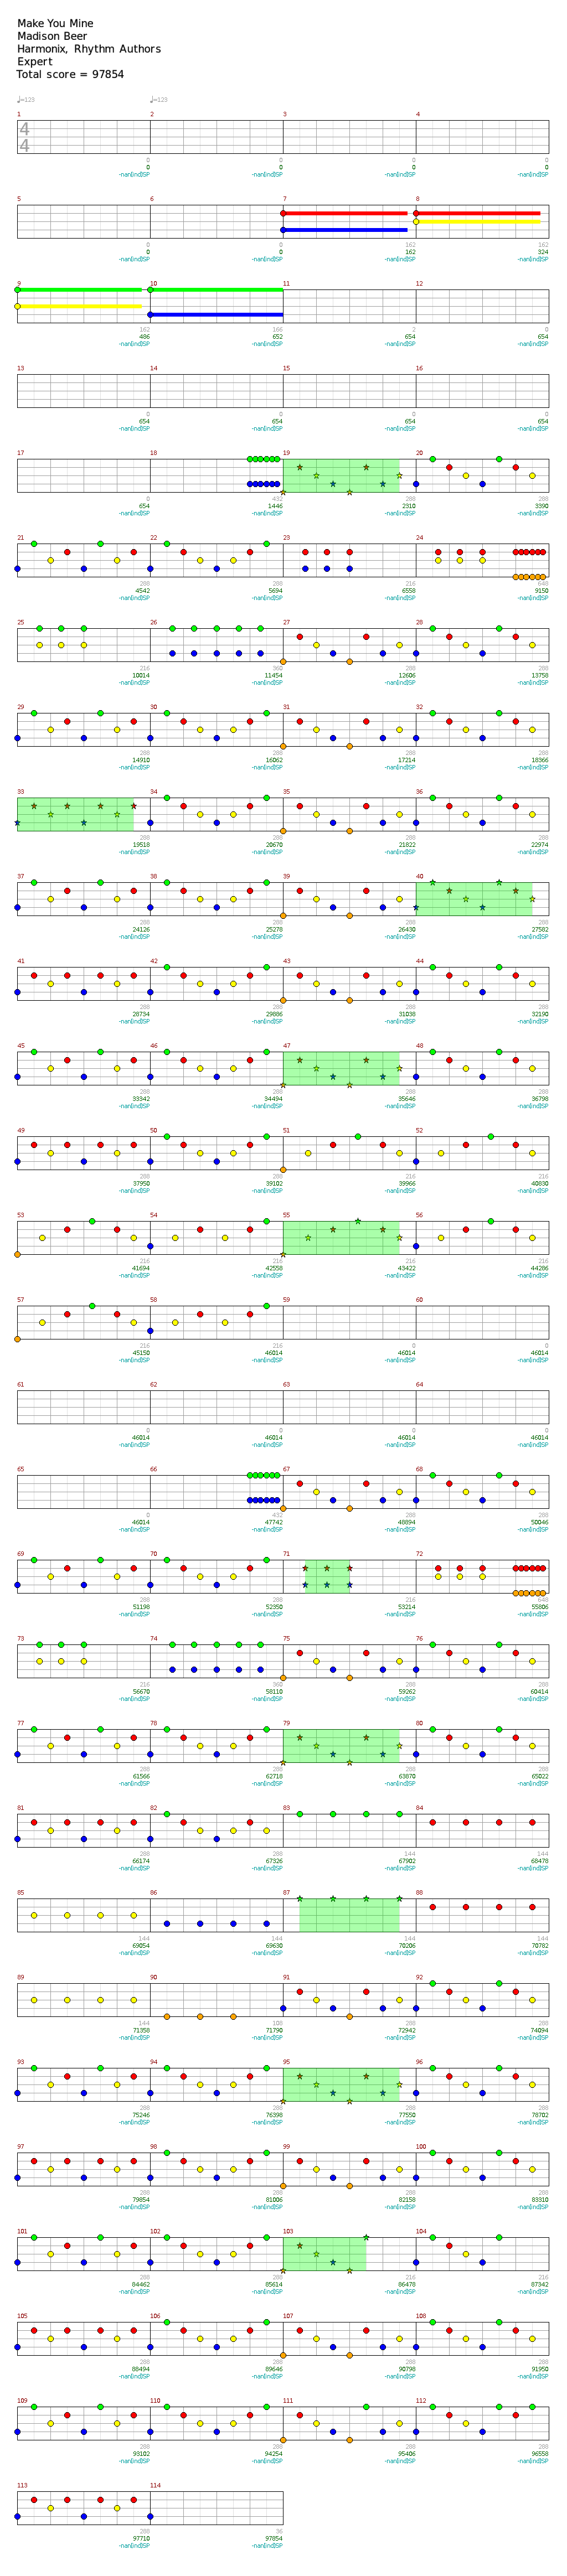 Make You Mine
Madison Beer
Harmonix, Rhythm Authors
Expert
Total score = 97854
♩=123 ♩=123
1 2 3 4
4
4
0 0 0 0
0 0 0 0
-nan(ind)SP -nan(ind)SP -nan(ind)SP -nan(ind)SP
5 6 7 8
0 0 162 162
0 0 162 324
-nan(ind)SP -nan(ind)SP -nan(ind)SP -nan(ind)SP
9 10 11 12
162 166 2 0
486 652 654 654
-nan(ind)SP -nan(ind)SP -nan(ind)SP -nan(ind)SP
13 14 15 16
0 0 0 0
654 654 654 654
-nan(ind)SP -nan(ind)SP -nan(ind)SP -nan(ind)SP
17 18 19 20
0 432 288 288
654 1446 2310 3390
-nan(ind)SP -nan(ind)SP -nan(ind)SP -nan(ind)SP
21 22 23 24
288 288 216 648
4542 5694 6558 9150
-nan(ind)SP -nan(ind)SP -nan(ind)SP -nan(ind)SP
25 26 27 28
216 360 288 288
10014 11454 12606 13758
-nan(ind)SP -nan(ind)SP -nan(ind)SP -nan(ind)SP
29 30 31 32
288 288 288 288
14910 16062 17214 18366
-nan(ind)SP -nan(ind)SP -nan(ind)SP -nan(ind)SP
33 34 35 36
288 288 288 288
19518 20670 21822 22974
-nan(ind)SP -nan(ind)SP -nan(ind)SP -nan(ind)SP
37 38 39 40
288 288 288 288
24126 25278 26430 27582
-nan(ind)SP -nan(ind)SP -nan(ind)SP -nan(ind)SP
41 42 43 44
288 288 288 288
28734 29886 31038 32190
-nan(ind)SP -nan(ind)SP -nan(ind)SP -nan(ind)SP
45 46 47 48
288 288 288 288
33342 34494 35646 36798
-nan(ind)SP -nan(ind)SP -nan(ind)SP -nan(ind)SP
49 50 51 52
288 288 216 216
37950 39102 39966 40830
-nan(ind)SP -nan(ind)SP -nan(ind)SP -nan(ind)SP
53 54 55 56
216 216 216 216
41694 42558 43422 44286
-nan(ind)SP -nan(ind)SP -nan(ind)SP -nan(ind)SP
57 58 59 60
216 216 0 0
45150 46014 46014 46014
-nan(ind)SP -nan(ind)SP -nan(ind)SP -nan(ind)SP
61 62 63 64
0 0 0 0
46014 46014 46014 46014
-nan(ind)SP -nan(ind)SP -nan(ind)SP -nan(ind)SP
65 66 67 68
0 432 288 288
46014 47742 48894 50046
-nan(ind)SP -nan(ind)SP -nan(ind)SP -nan(ind)SP
69 70 71 72
288 288 216 648
51198 52350 53214 55806
-nan(ind)SP -nan(ind)SP -nan(ind)SP -nan(ind)SP
73 74 75 76
216 360 288 288
56670 58110 59262 60414
-nan(ind)SP -nan(ind)SP -nan(ind)SP -nan(ind)SP
77 78 79 80
288 288 288 288
61566 62718 63870 65022
-nan(ind)SP -nan(ind)SP -nan(ind)SP -nan(ind)SP
81 82 83 84
288 288 144 144
66174 67326 67902 68478
-nan(ind)SP -nan(ind)SP -nan(ind)SP -nan(ind)SP
85 86 87 88
144 144 144 144
69054 69630 70206 70782
-nan(ind)SP -nan(ind)SP -nan(ind)SP -nan(ind)SP
89 90 91 92
144 108 288 288
71358 71790 72942 74094
-nan(ind)SP -nan(ind)SP -nan(ind)SP -nan(ind)SP
93 94 95 96
288 288 288 288
75246 76398 77550 78702
-nan(ind)SP -nan(ind)SP -nan(ind)SP -nan(ind)SP
97 98 99 100
288 288 288 288
79854 81006 82158 83310
-nan(ind)SP -nan(ind)SP -nan(ind)SP -nan(ind)SP
101 102 103 104
288 288 216 216
84462 85614 86478 87342
-nan(ind)SP -nan(ind)SP -nan(ind)SP -nan(ind)SP
105 106 107 108
288 288 288 288
88494 89646 90798 91950
-nan(ind)SP -nan(ind)SP -nan(ind)SP -nan(ind)SP
109 110 111 112
288 288 288 288
93102 94254 95406 96558
-nan(ind)SP -nan(ind)SP -nan(ind)SP -nan(ind)SP
113 114
288 36
97710 97854
-nan(ind)SP -nan(ind)SP